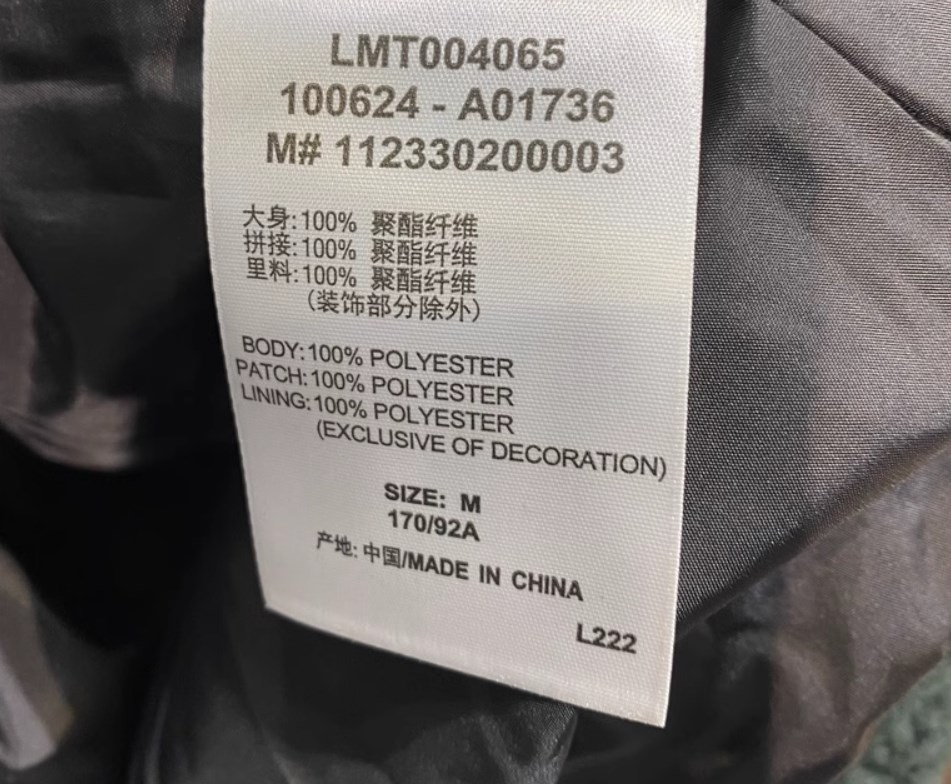 LMT004065
100624 - A01736
M# 112330200003
大身:100% 聚酯纤维
拼接:100% 聚酯纤维
里料:100% 聚酯纤维
(装饰部分除外)
BODY:100% POLYESTER
PATCH:100% POLYESTER
LINING:100% POLYESTER
(EXCLUSIVE OF DECORATION)
SIZE: M
170/92A
产地: 中国/MADE IN CHINA
L222